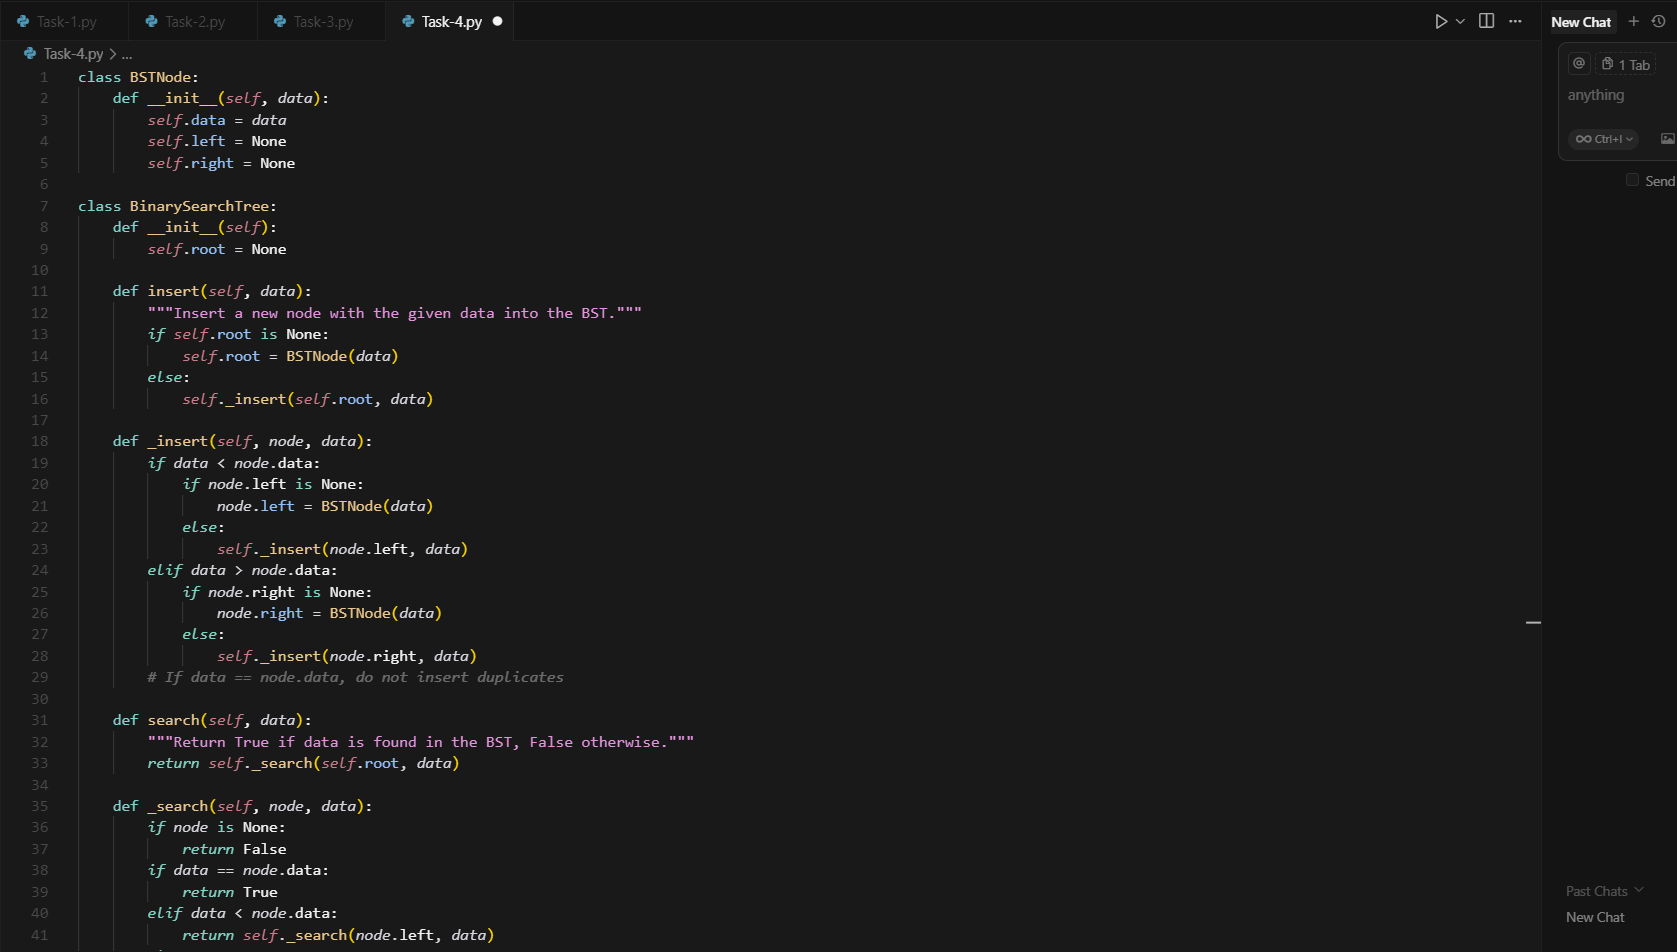 Task-1.py Task-2.py Task-3.py Task-4.py
New Chat
Task-4.py > ...
@ 1 Tab
anything
Ctrl+I
Send
1 class BSTNode:
2     def __init__(self, data):
3         self.data = data
4         self.left = None
5         self.right = None
6
7 class BinarySearchTree:
8     def __init__(self):
9         self.root = None
10
11     def insert(self, data):
12         """Insert a new node with the given data into the BST."""
13         if self.root is None:
14             self.root = BSTNode(data)
15         else:
16             self._insert(self.root, data)
17
18     def _insert(self, node, data):
19         if data < node.data:
20             if node.left is None:
21                 node.left = BSTNode(data)
22             else:
23                 self._insert(node.left, data)
24         elif data > node.data:
25             if node.right is None:
26                 node.right = BSTNode(data)
27             else:
28                 self._insert(node.right, data)
29         # If data == node.data, do not insert duplicates
30
31     def search(self, data):
32         """Return True if data is found in the BST, False otherwise."""
33         return self._search(self.root, data)
34
35     def _search(self, node, data):
36         if node is None:
37             return False
38         if data == node.data:
39             return True
40         elif data < node.data:
41             return self._search(node.left, data)
Past Chats
New Chat